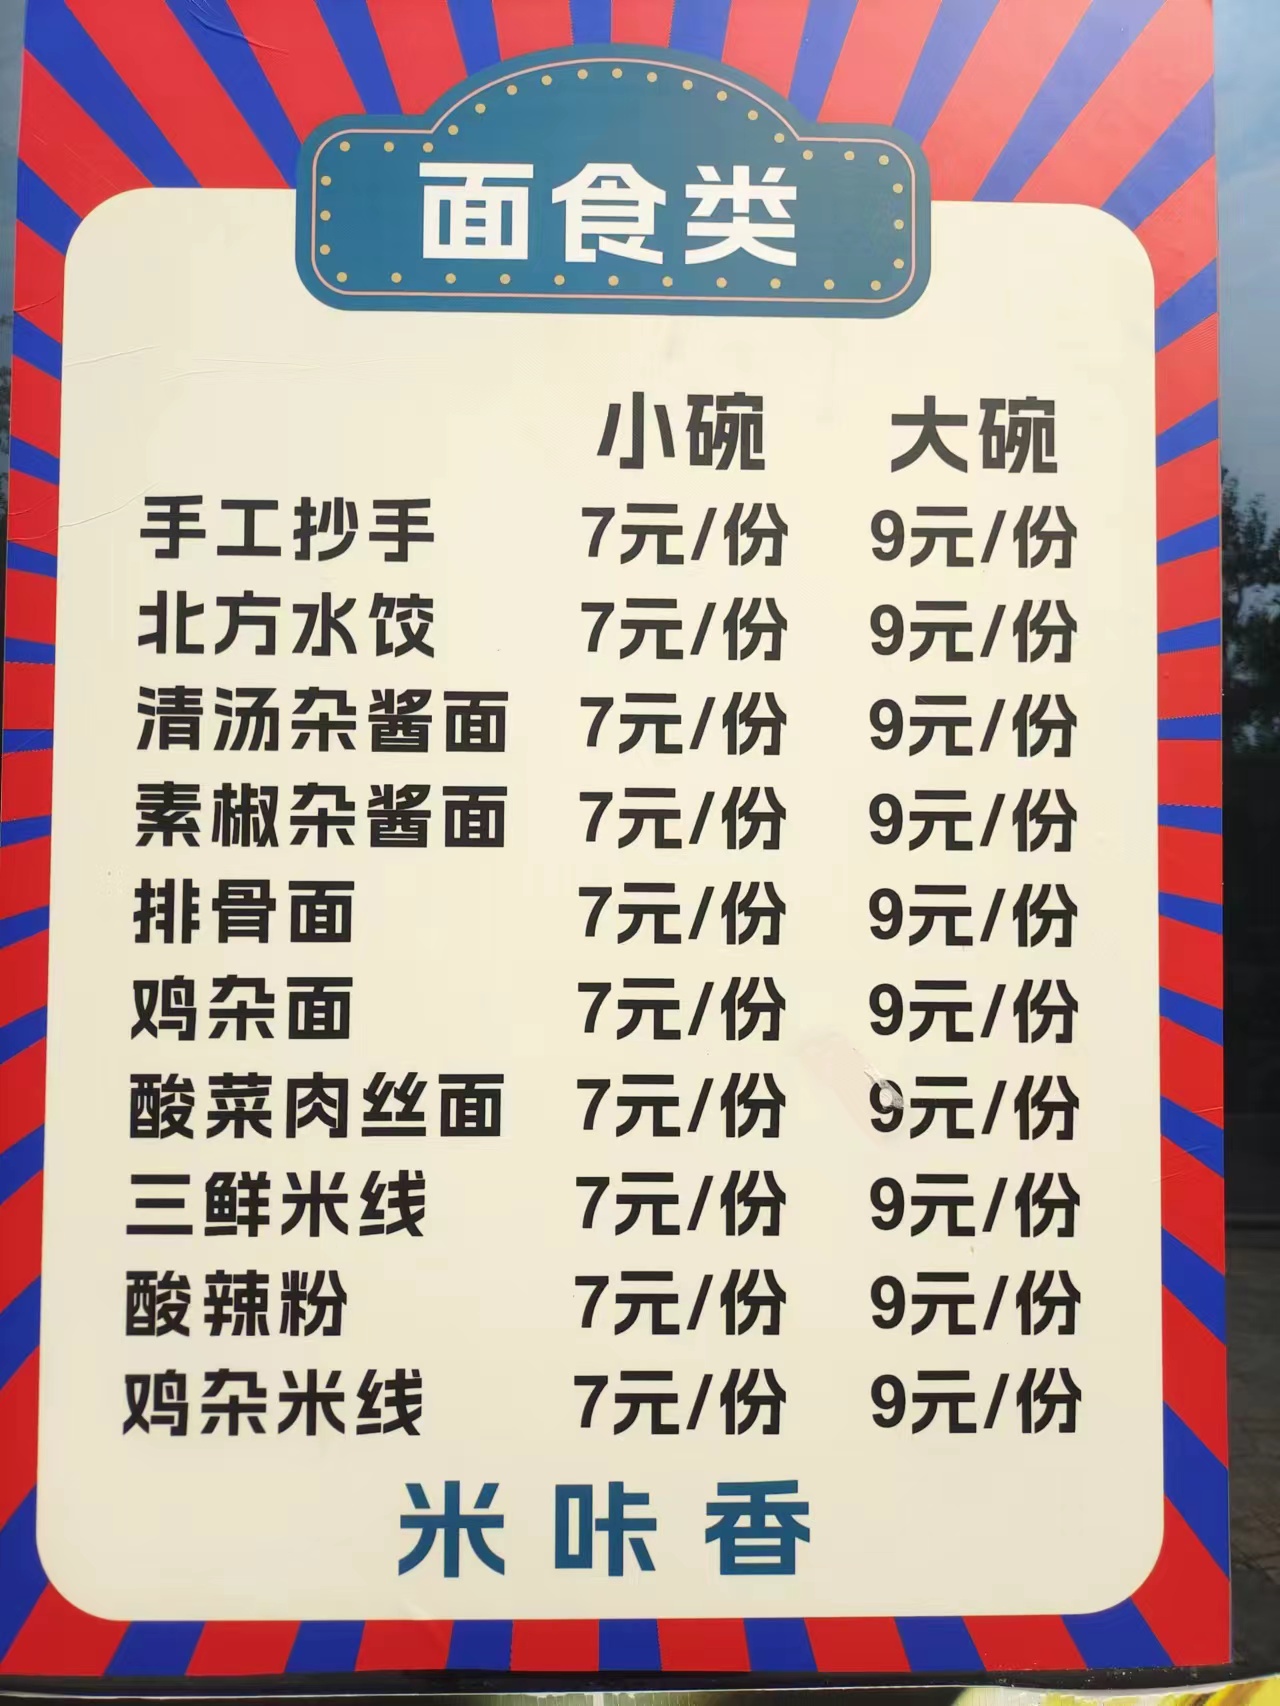 面食类
小碗 大碗
手工抄手 7元/份 9元/份
北方水饺 7元/份 9元/份
清汤杂酱面 7元/份 9元/份
素椒杂酱面 7元/份 9元/份
排骨面 7元/份 9元/份
鸡杂面 7元/份 9元/份
酸菜肉丝面 7元/份 9元/份
三鲜米线 7元/份 9元/份
酸辣粉 7元/份 9元/份
鸡杂米线 7元/份 9元/份
米咔香